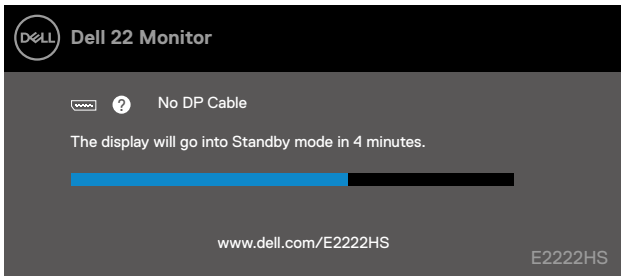 DELL Dell 22 Monitor
? No DP Cable
The display will go into Standby mode in 4 minutes.
www.dell.com/E2222HS
E2222HS